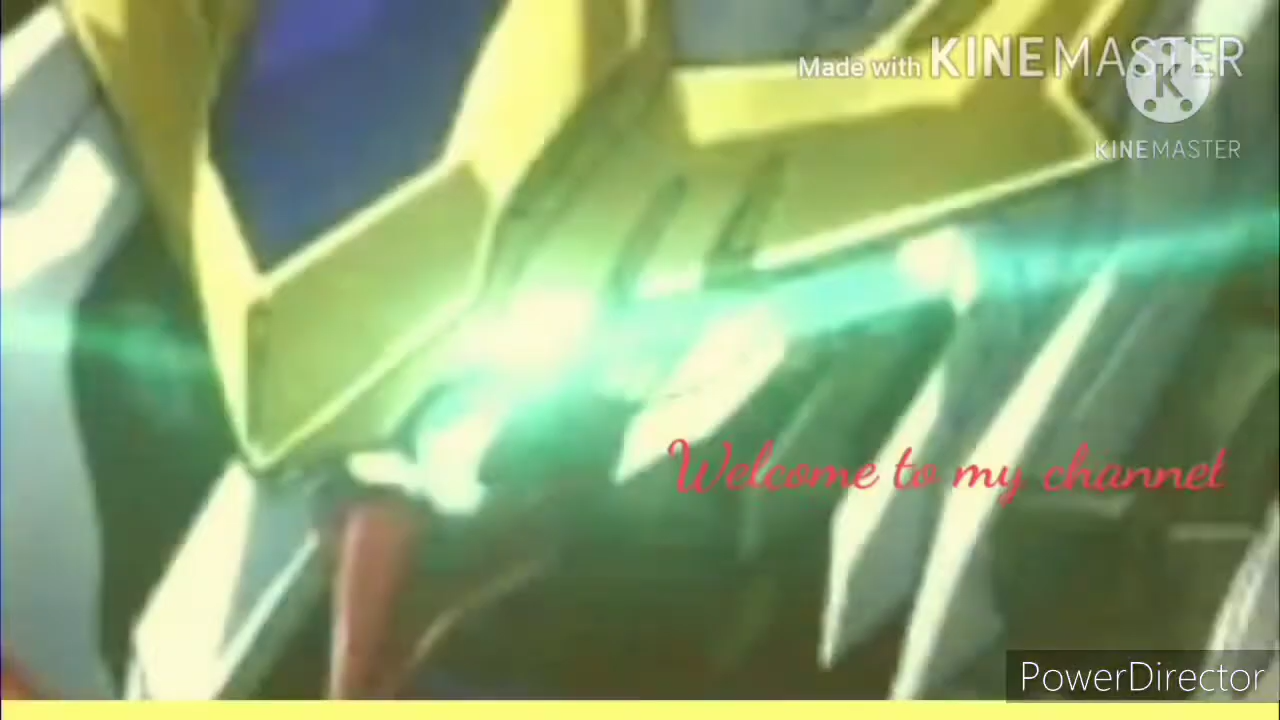 Made with KINEMASTER
K
KINEMASTER
Welcome to my channel
PowerDirector